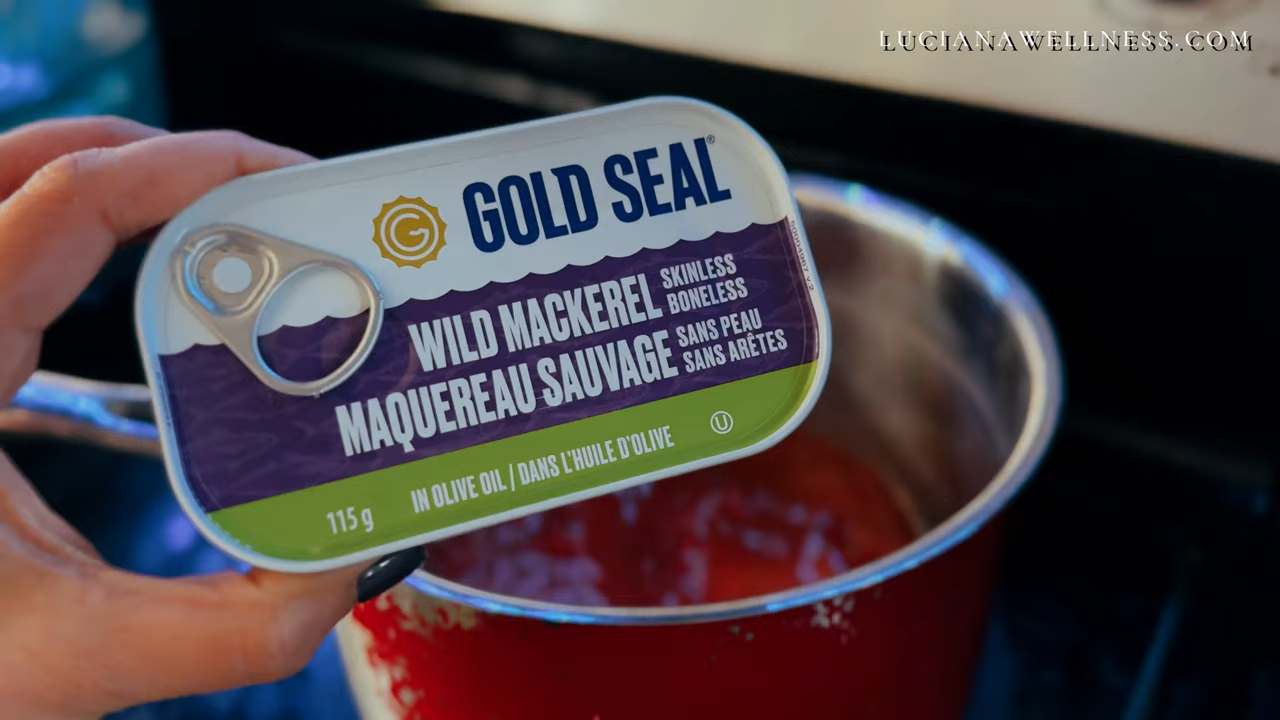 LUCIANAWELLNESS.COM
GOLD SEAL®
WILD MACKEREL
SKINLESS
BONELESS
MAQUEREAU SAUVAGE
SANS PEAU
SANS ARÊTES
IN OLIVE OIL / DANS L'HUILE D'OLIVE
U
115 g